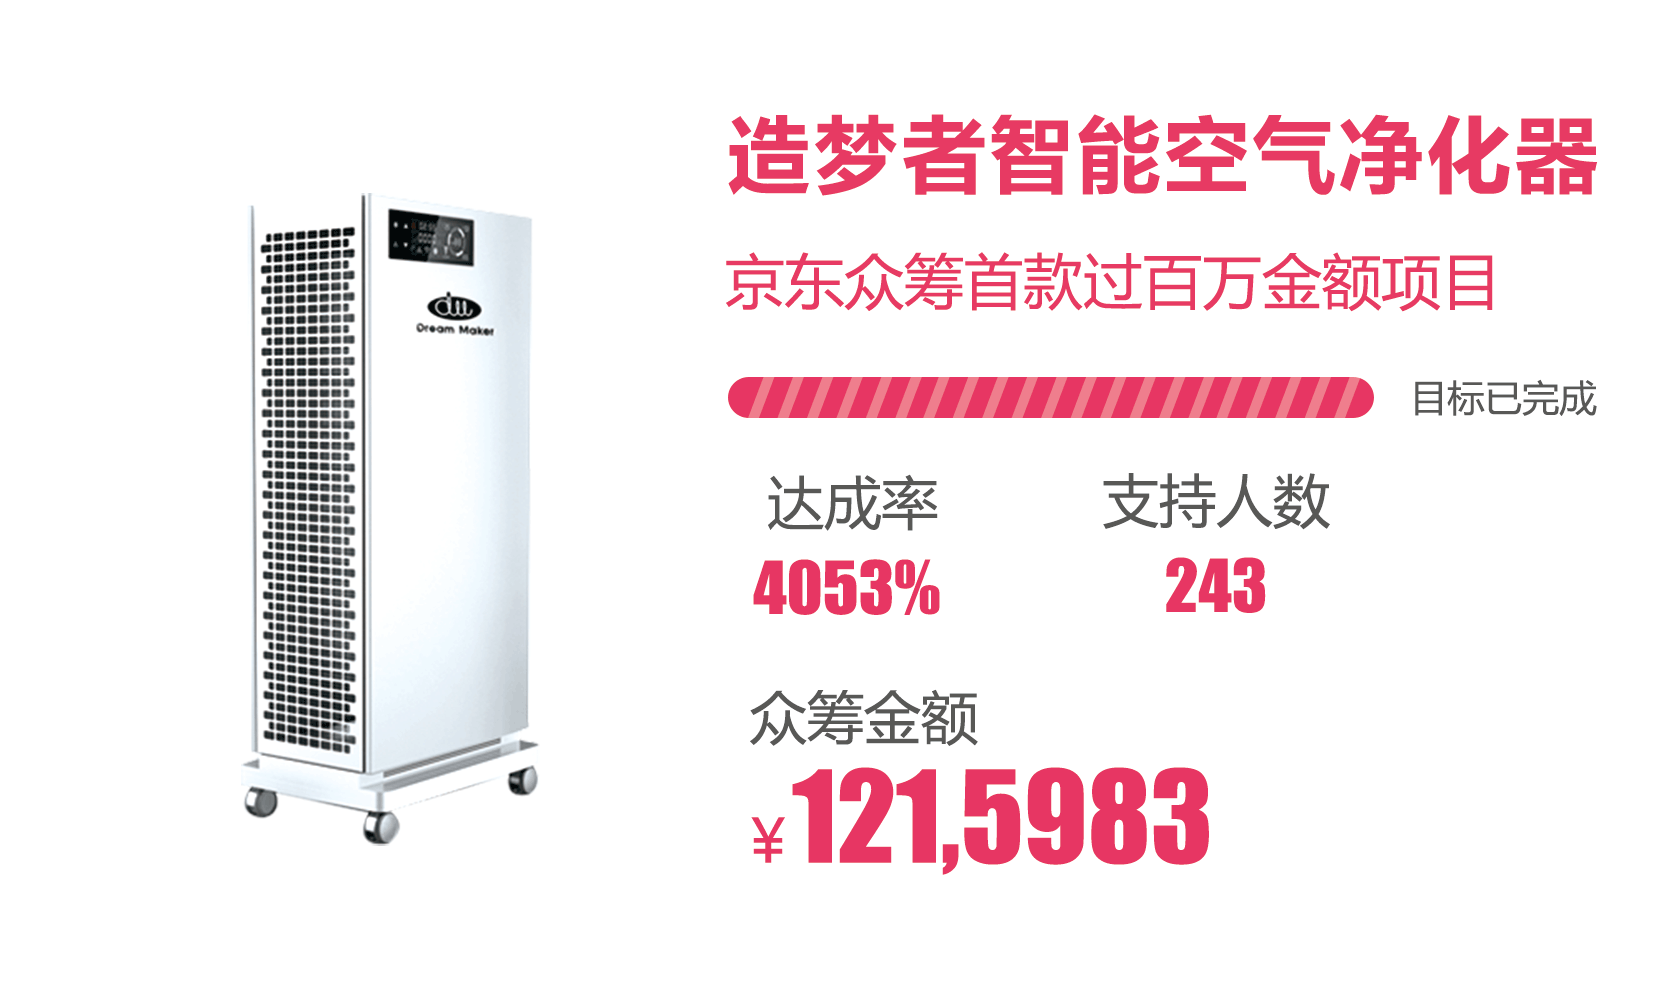 造梦者智能空气净化器
京东众筹首款过百万金额项目
目标已完成
达成率
支持人数
4053%
243
众筹金额
¥121,5983
dm
Dream Maker